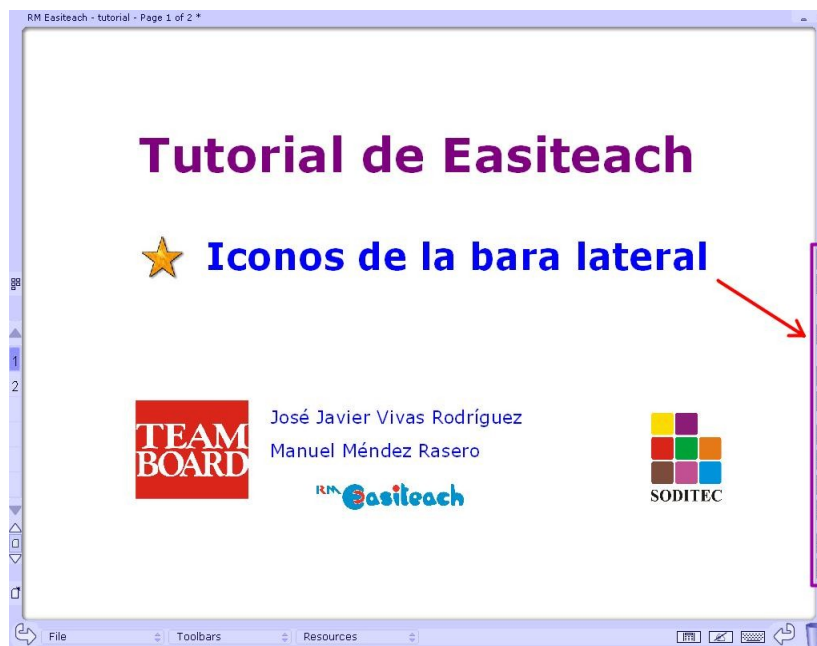 RM Easiteach - tutorial - Page 1 of 2 *
Tutorial de Easiteach
Iconos de la bara lateral
1
2
TEAM
BOARD
José Javier Vivas Rodríguez
Manuel Méndez Rasero
RM Easiteach
SODITEC
File
Toolbars
Resources